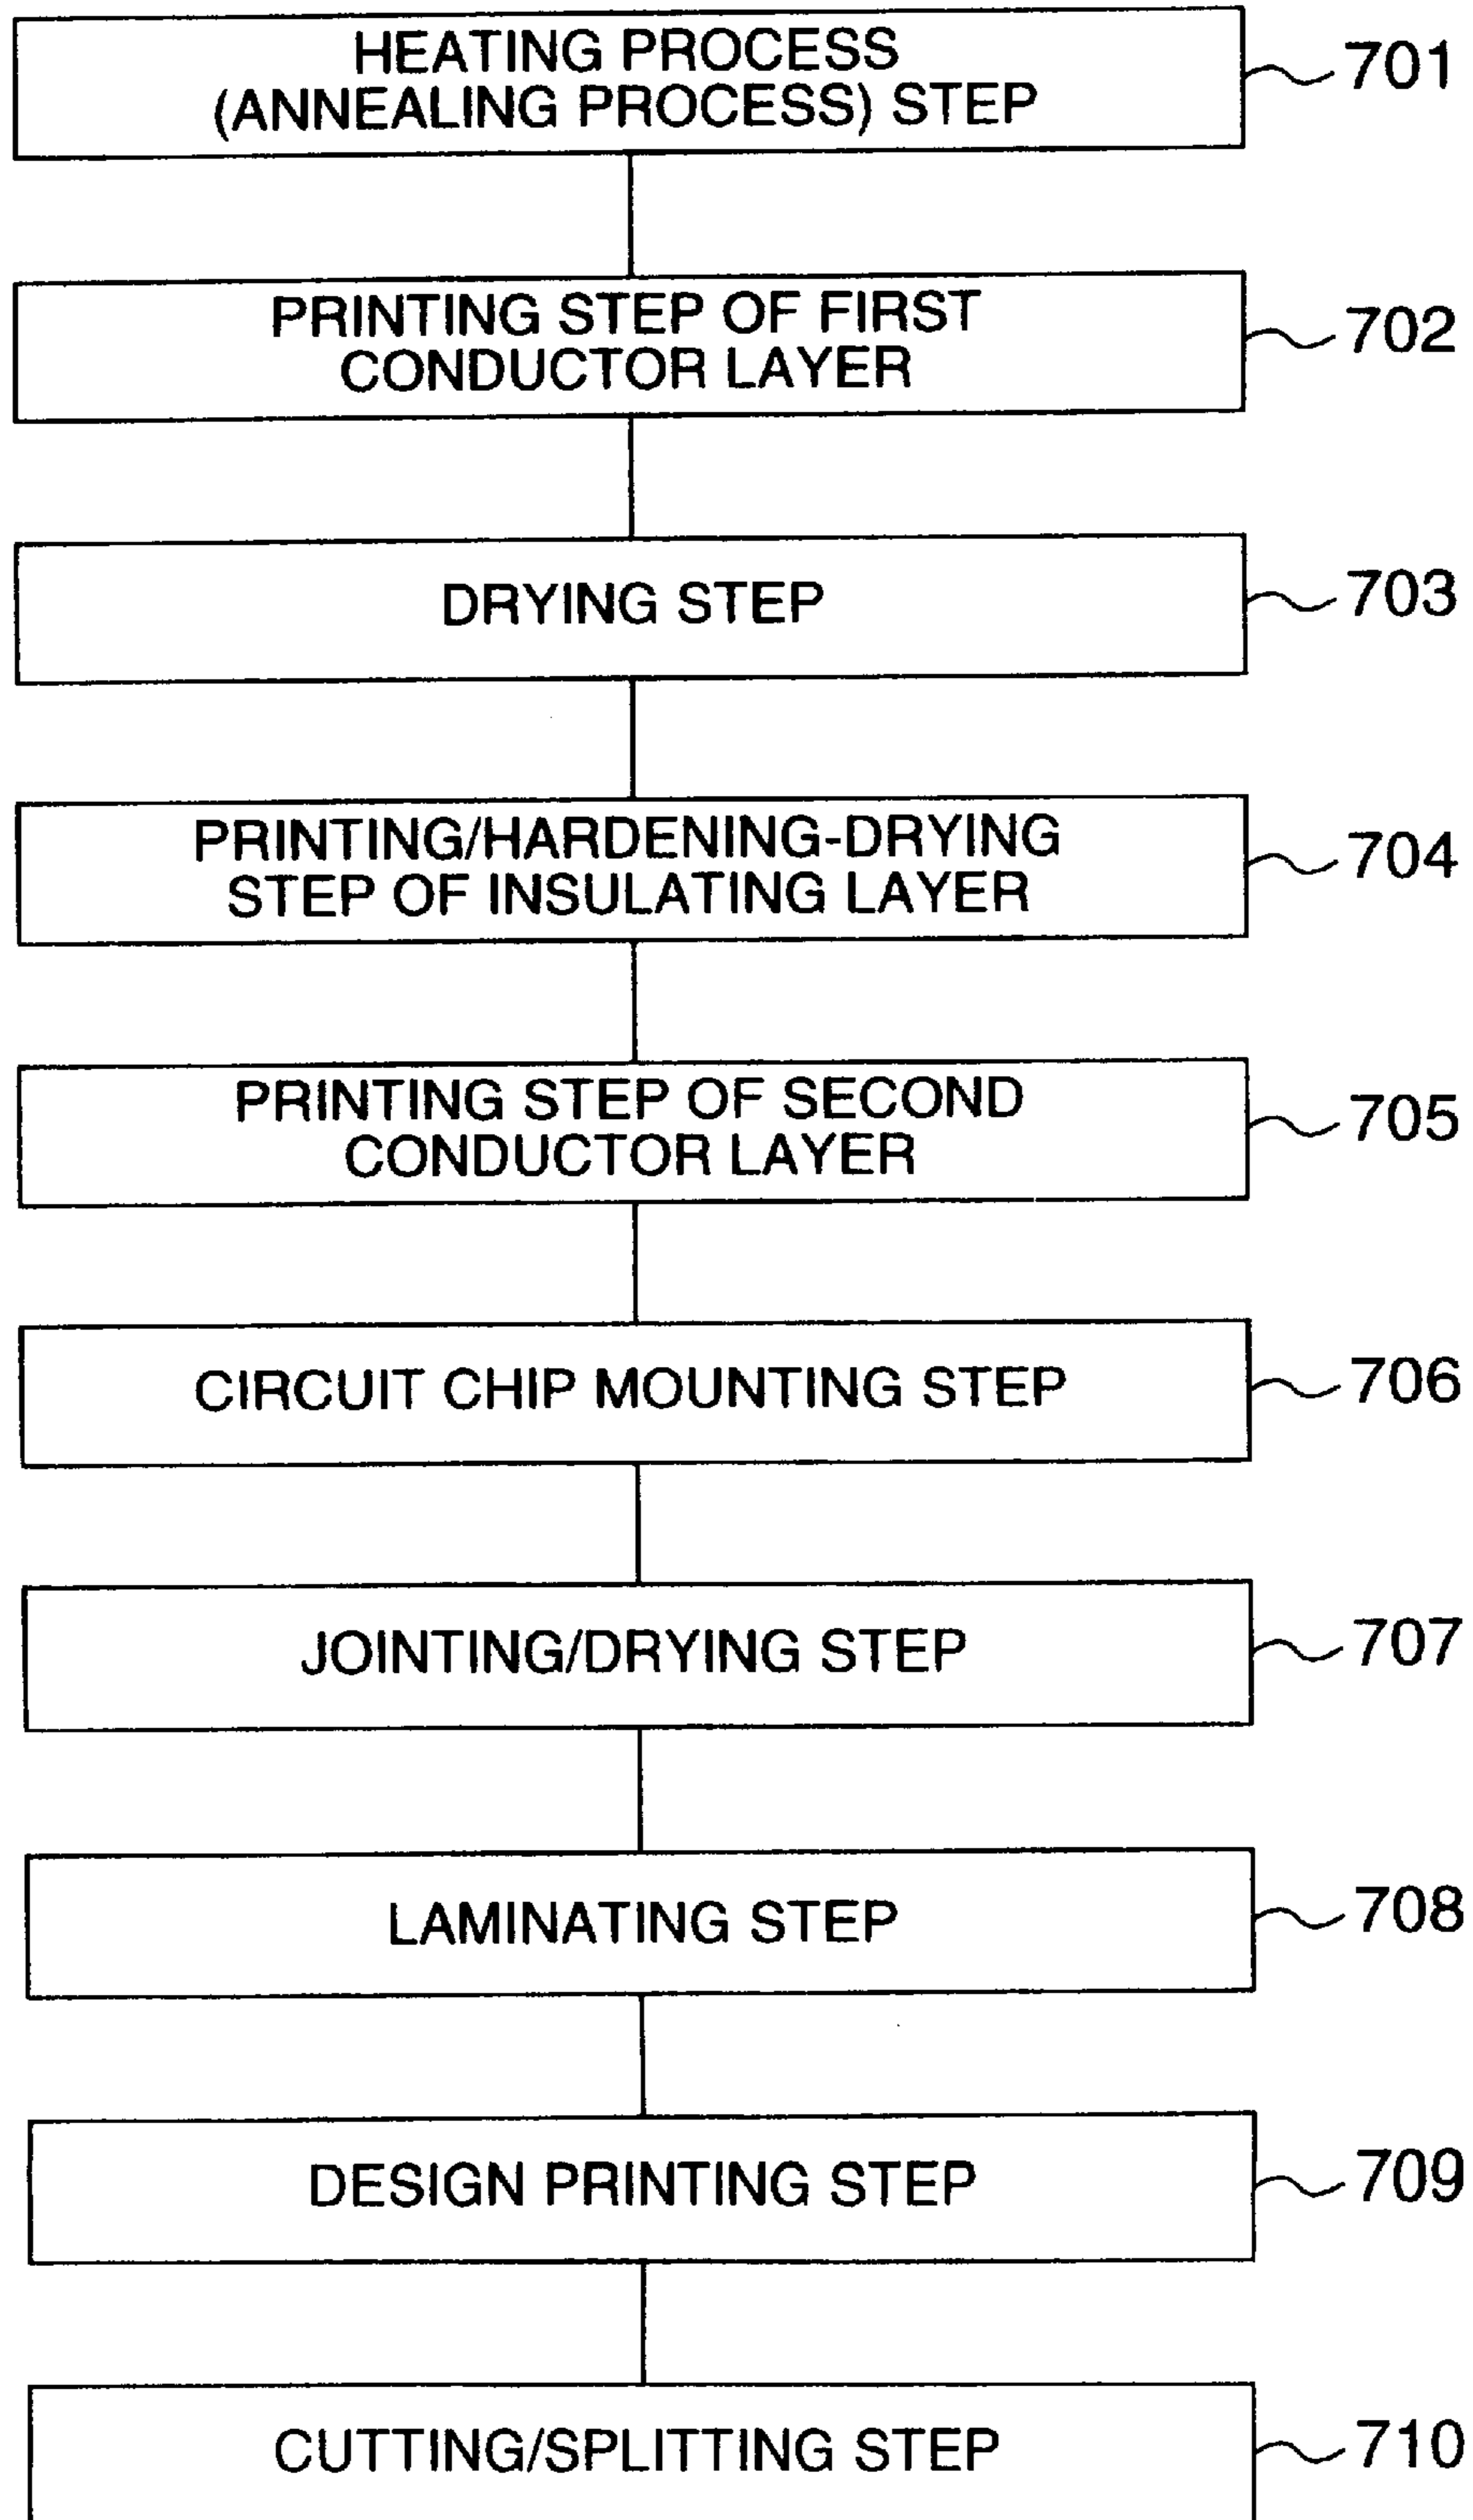 HEATING PROCESS
(ANNEALING PROCESS) STEP
701
PRINTING STEP OF FIRST
CONDUCTOR LAYER
702
DRYING STEP
703
PRINTING/HARDENING-DRYING
STEP OF INSULATING LAYER
704
PRINTING STEP OF SECOND
CONDUCTOR LAYER
705
CIRCUIT CHIP MOUNTING STEP
706
JOINTING/DRYING STEP
707
LAMINATING STEP
708
DESIGN PRINTING STEP
709
CUTTING/SPLITTING STEP
710